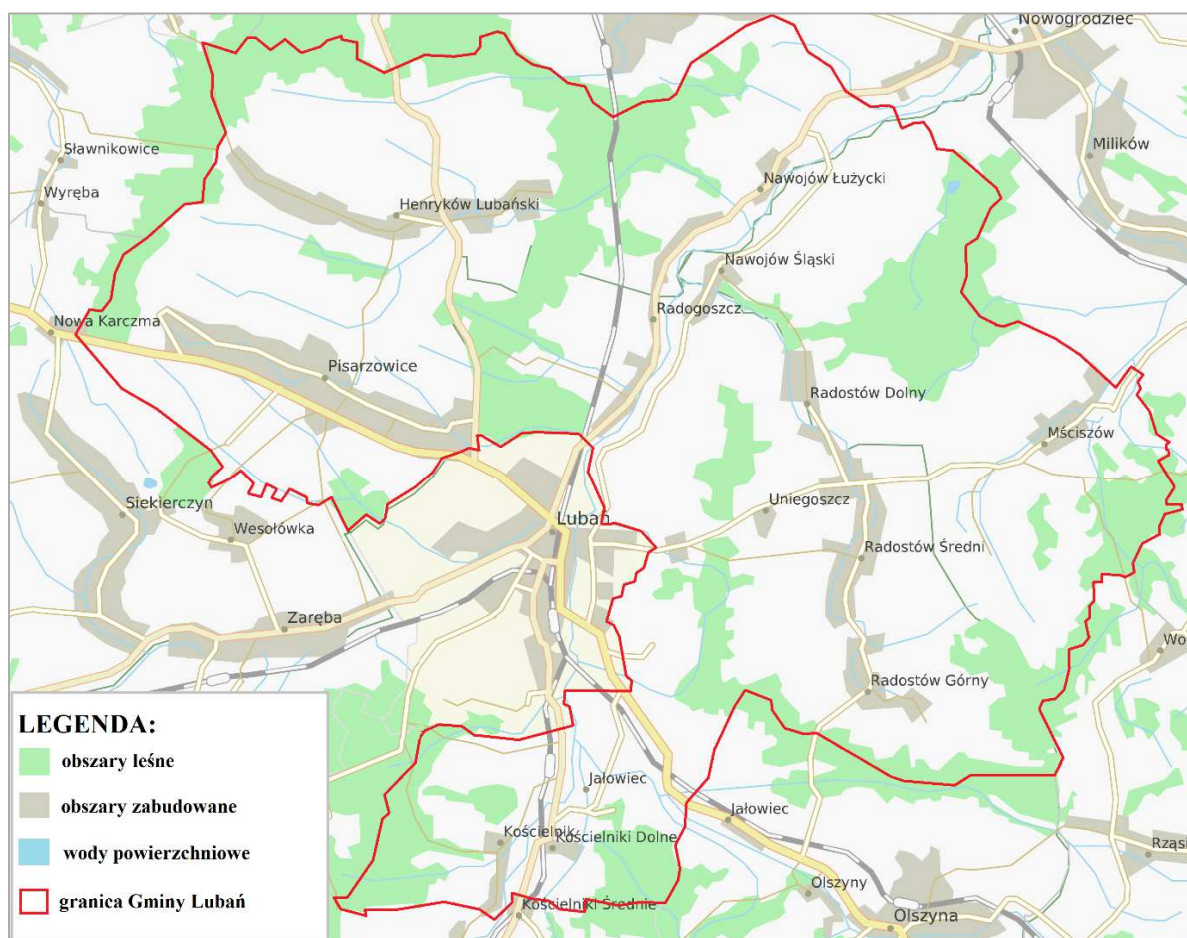 Nowogrodziec
Sławnikowice
Milików
Wyręba
Nawojów Łużycki
Henryków Lubański
Nawojów Śląski
Radogoszcz
Nowa Karczma
Pisarzowice
Radostów Dolny
Mściszów
Siekierczyn
Uniegoszcz
Lubań
Wesołówka
Radostów Średni
Zaręba
Wo
Radostów Górny
LEGENDA:
obszary leśne
obszary zabudowane
wody powierzchniowe
granica Gminy Lubań
Jałowiec
Jałowiec
Kościelnik
Kościelniki Dolne
Rząsi
Olszyny
Kościelniki Średnie
Olszyna